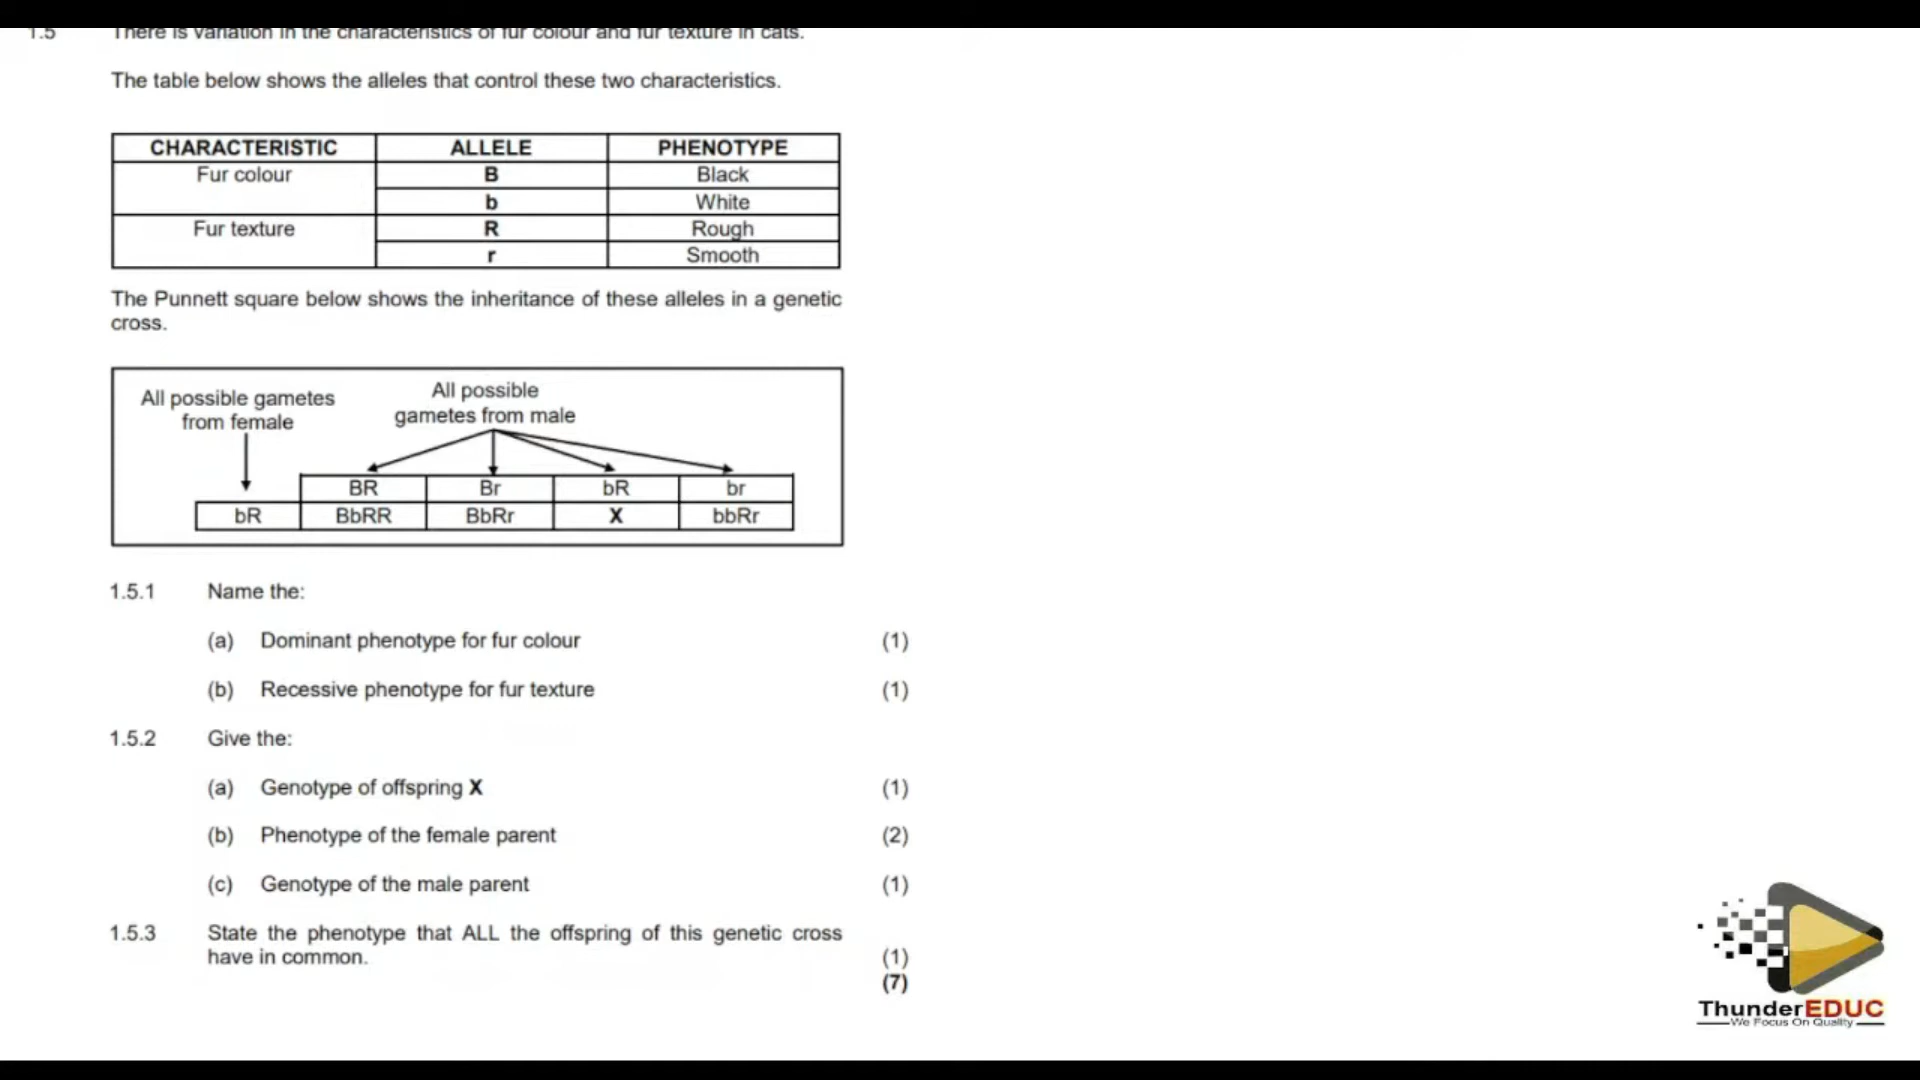 1.5 There is variation in the characteristics of fur colour and fur texture in cats.
The table below shows the alleles that control these two characteristics.
CHARACTERISTIC ALLELE PHENOTYPE
Fur colour B Black
b White
Fur texture R Rough
r Smooth
The Punnett square below shows the inheritance of these alleles in a genetic
cross.
All possible gametes
from female
All possible
gametes from male
BR Br bR br
bR BbRR BbRr X bbRr
1.5.1 Name the:
(a) Dominant phenotype for fur colour (1)
(b) Recessive phenotype for fur texture (1)
1.5.2 Give the:
(a) Genotype of offspring X (1)
(b) Phenotype of the female parent (2)
(c) Genotype of the male parent (1)
1.5.3 State the phenotype that ALL the offspring of this genetic cross
have in common. (1)
(7)
ThunderEDUC
We Focus On Quality